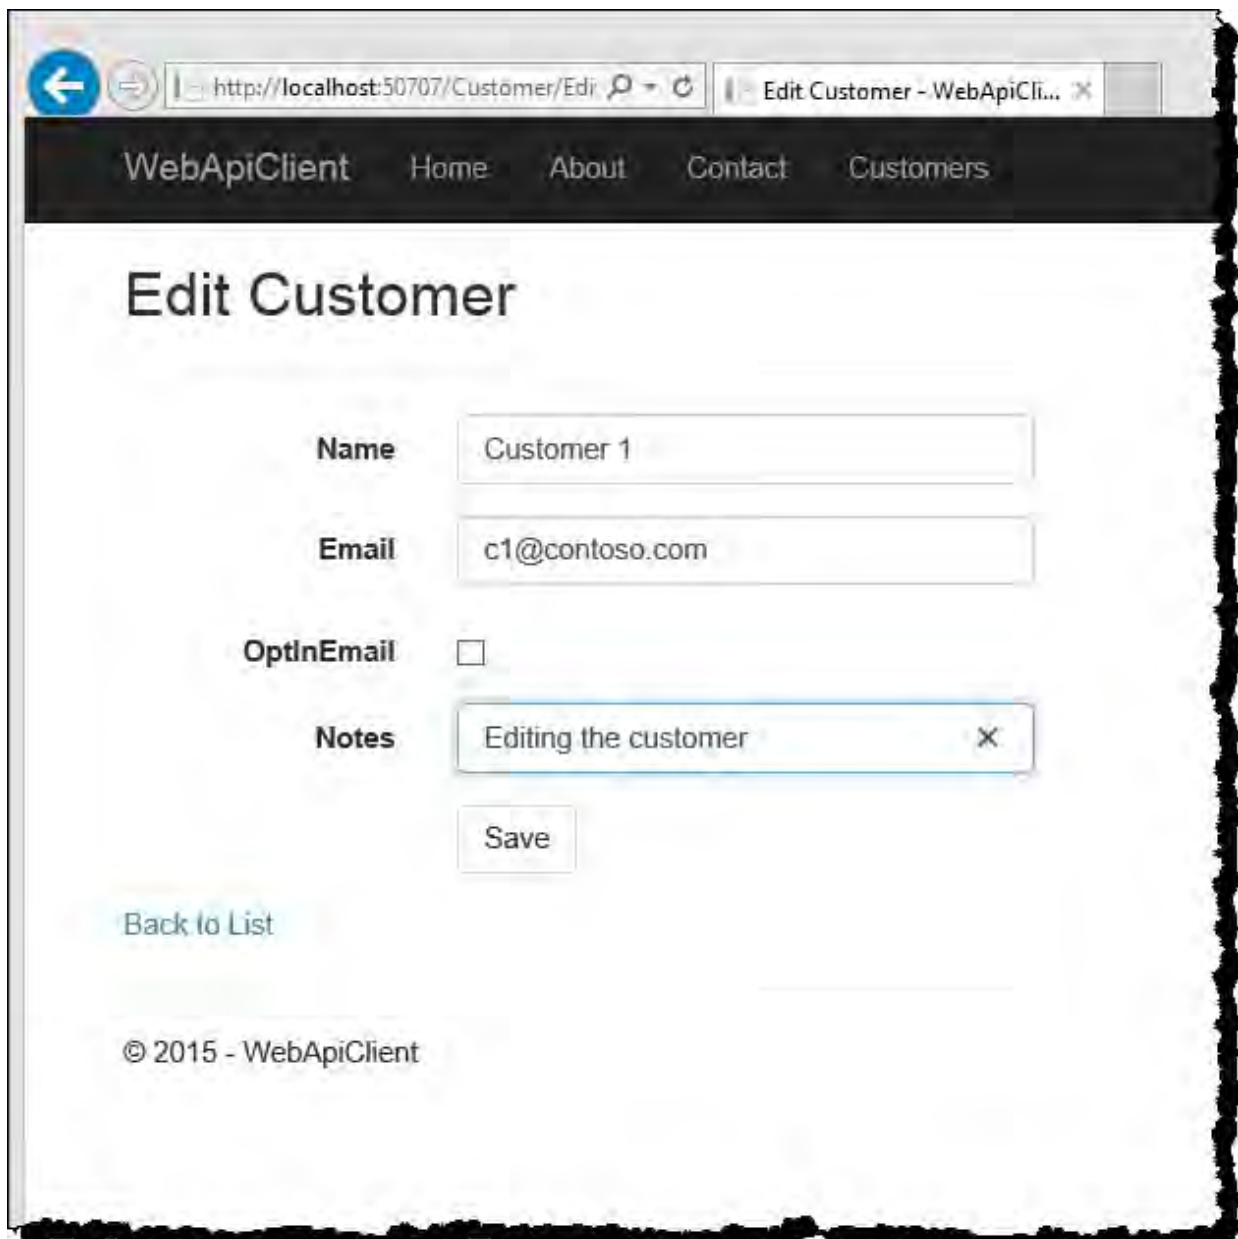 http://localhost:50707/Customer/Edi Edit Customer - WebApiCli...
WebApiClient Home About Contact Customers
Edit Customer
Name Customer 1
Email c1@contoso.com
OptInEmail
Notes Editing the customer
Save
Back to List
© 2015 - WebApiClient